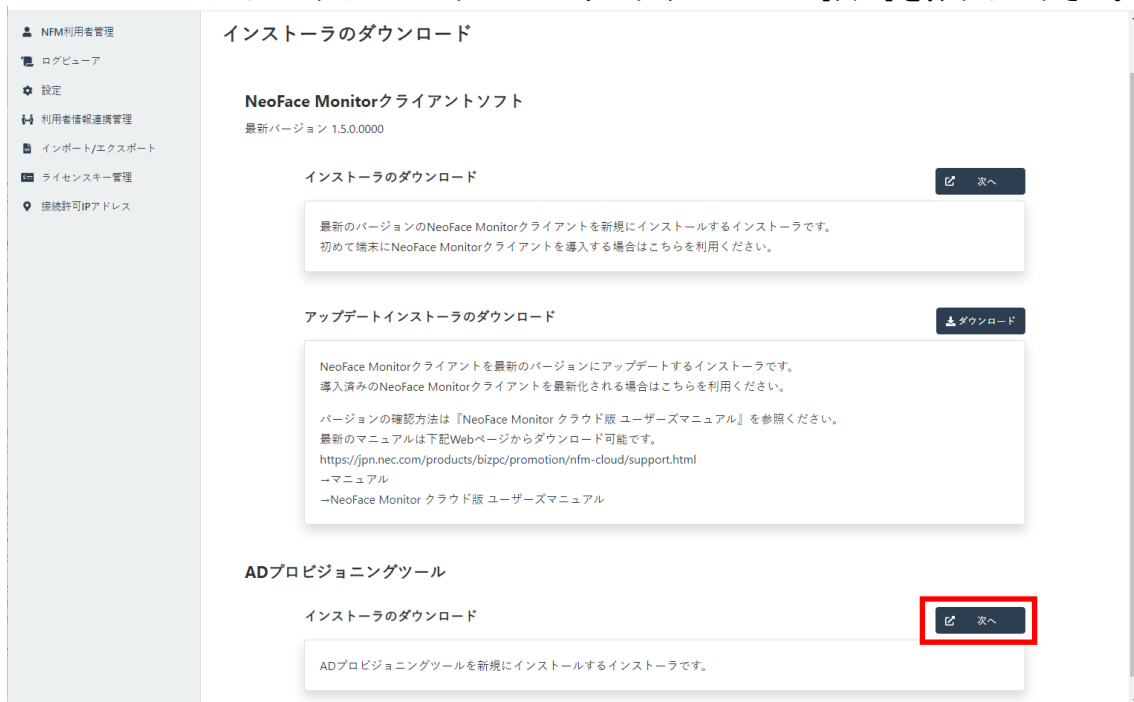 NFM利用者管理
ログビューア
設定
利用者情報連携管理
インポート/エクスポート
ライセンスキー管理
接続許可IPアドレス
インストーラのダウンロード
NeoFace Monitorクライアントソフト
最新バージョン 1.5.0.0000
インストーラのダウンロード
次へ
最新のバージョンのNeoFace Monitorクライアントを新規にインストールするインストーラです。
初めて端末にNeoFace Monitorクライアントを導入する場合はこちらを利用ください。
アップデートインストーラのダウンロード
ダウンロード
NeoFace Monitorクライアントを最新のバージョンにアップデートするインストーラです。
導入済みのNeoFace Monitorクライアントを最新化される場合はこちらを利用ください。
バージョンの確認方法は『NeoFace Monitor クラウド版 ユーザーズマニュアル』を参照ください。
最新のマニュアルは下記Webページからダウンロード可能です。
https://jpn.nec.com/products/bizpc/promotion/nfm-cloud/support.html
→マニュアル
→NeoFace Monitor クラウド版 ユーザーズマニュアル
ADプロビジョニングツール
インストーラのダウンロード
次へ
ADプロビジョニングツールを新規にインストールするインストーラです。